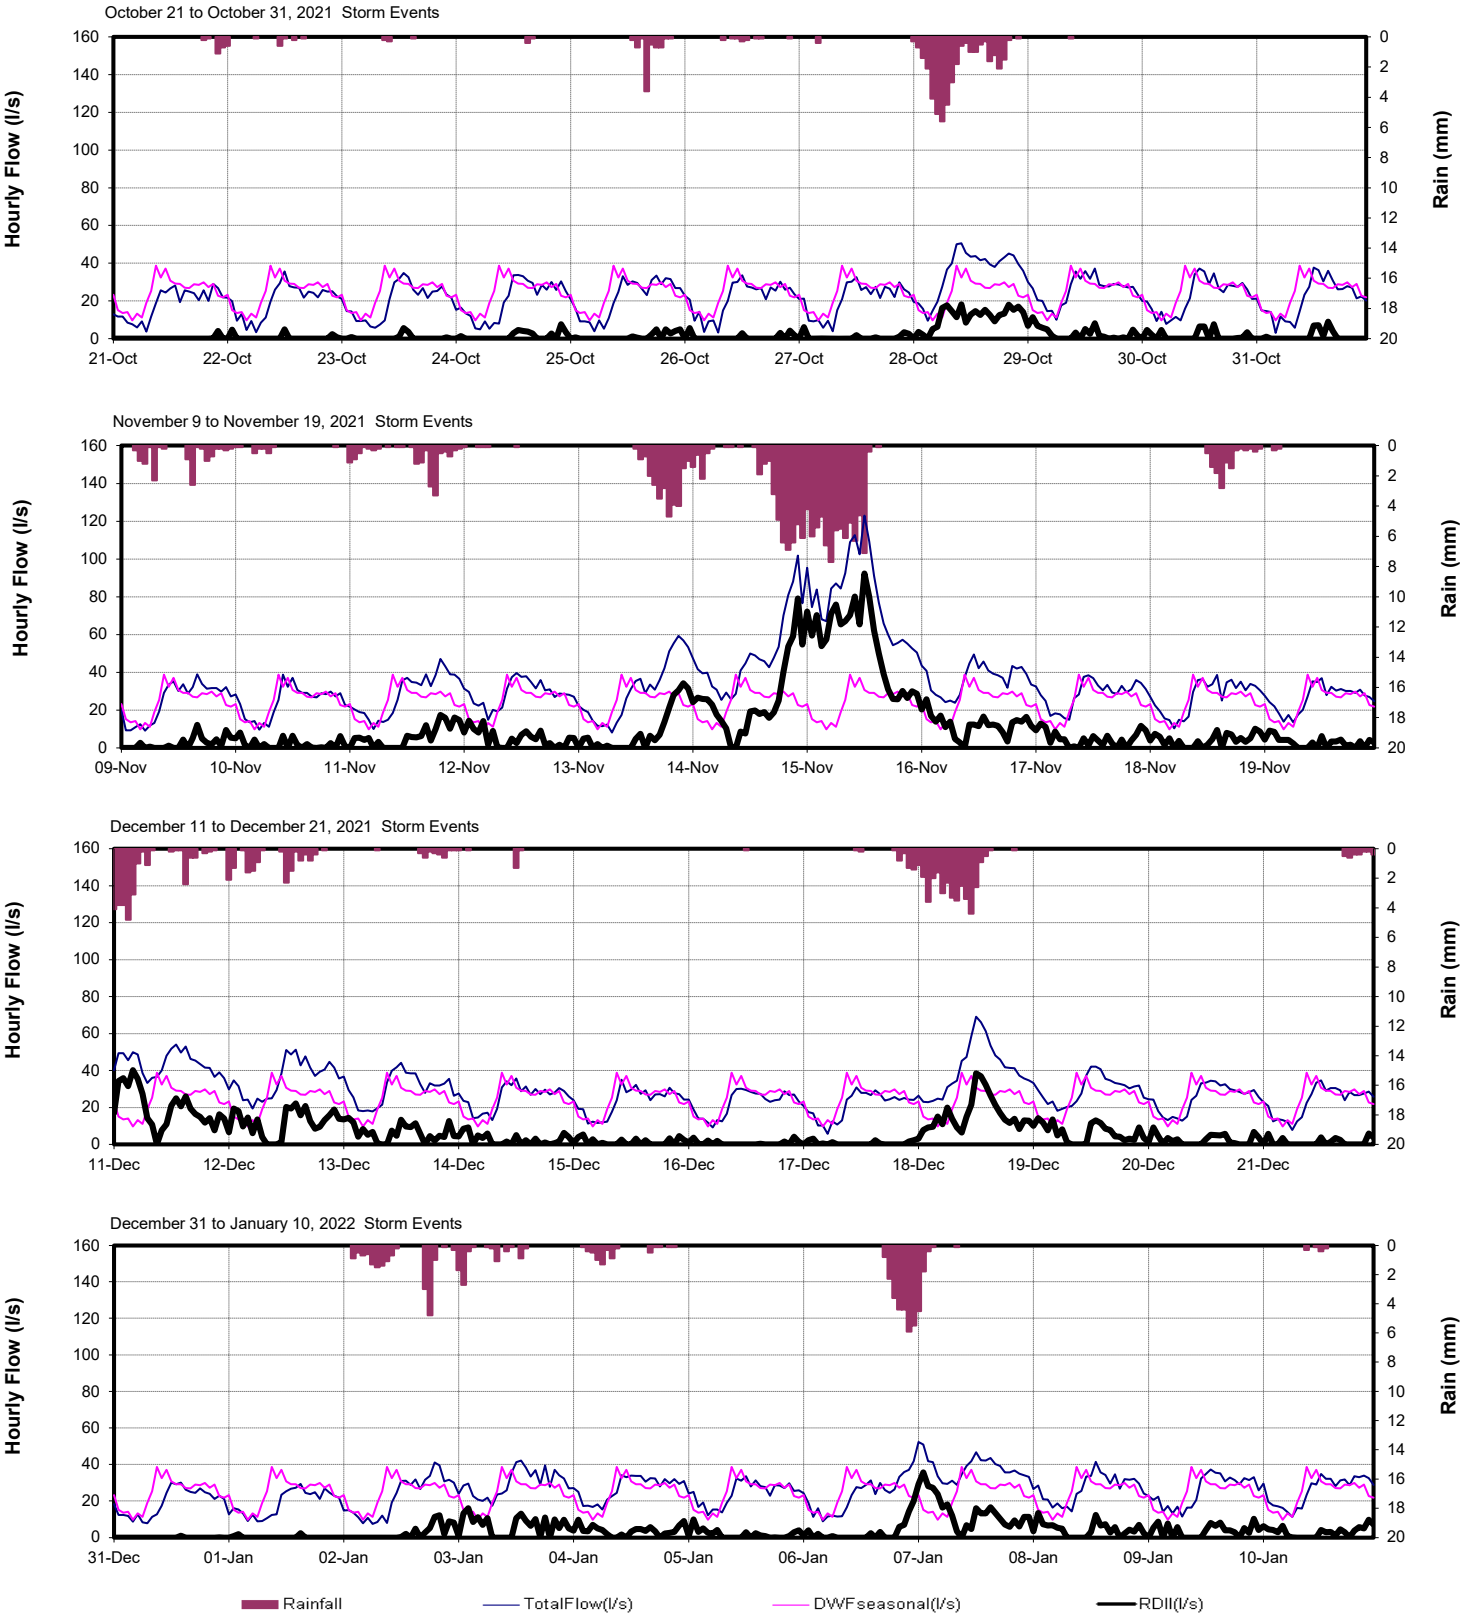 October 21 to October 31, 2021  Storm Events
160 140 120 100 80 60 40 20 0
Hourly Flow (l/s)
0 2 4 6 8 10 12 14 16 18 20
Rain (mm)
21-Oct 22-Oct 23-Oct 24-Oct 25-Oct 26-Oct 27-Oct 28-Oct 29-Oct 30-Oct 31-Oct
November 9 to November 19, 2021  Storm Events
160 140 120 100 80 60 40 20 0
Hourly Flow (l/s)
0 2 4 6 8 10 12 14 16 18 20
Rain (mm)
09-Nov 10-Nov 11-Nov 12-Nov 13-Nov 14-Nov 15-Nov 16-Nov 17-Nov 18-Nov 19-Nov
December 11 to December 21, 2021  Storm Events
160 140 120 100 80 60 40 20 0
Hourly Flow (l/s)
0 2 4 6 8 10 12 14 16 18 20
Rain (mm)
11-Dec 12-Dec 13-Dec 14-Dec 15-Dec 16-Dec 17-Dec 18-Dec 19-Dec 20-Dec 21-Dec
December 31 to January 10, 2022  Storm Events
160 140 120 100 80 60 40 20 0
Hourly Flow (l/s)
0 2 4 6 8 10 12 14 16 18 20
Rain (mm)
31-Dec 01-Jan 02-Jan 03-Jan 04-Jan 05-Jan 06-Jan 07-Jan 08-Jan 09-Jan 10-Jan
Rainfall TotalFlow(l/s) DWFseasonal(l/s) RDII(l/s)